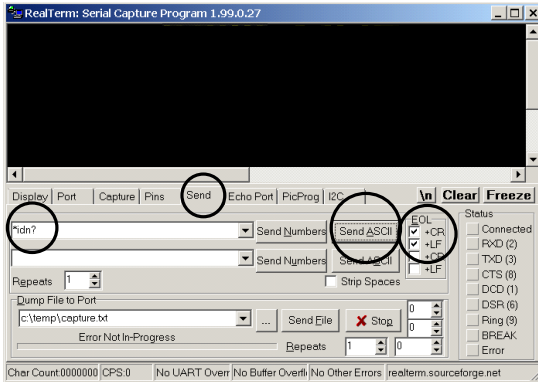 RealTerm: Serial Capture Program 1.99.0.27
Display Port Capture Pins Send Echo Port PicProg I2C \n Clear Freeze
*idn? Send Numbers Send ASCII
EOL
+CR
+LF
Send Numbers Send ASCII
+CR
+LF
Repeats 1 Strip Spaces
Dump File to Port
c:\temp\capture.txt ... Send File Stop 0
0
Error Not In-Progress
Repeats 1 0
Status
Connected
RXD (2)
TXD (3)
CTS (8)
DCD (1)
DSR (6)
Ring (9)
BREAK
Error
Char Count:0000000 CPS:0 No UART Overr No Buffer Overfl No Other Errors realterm.sourceforge.net